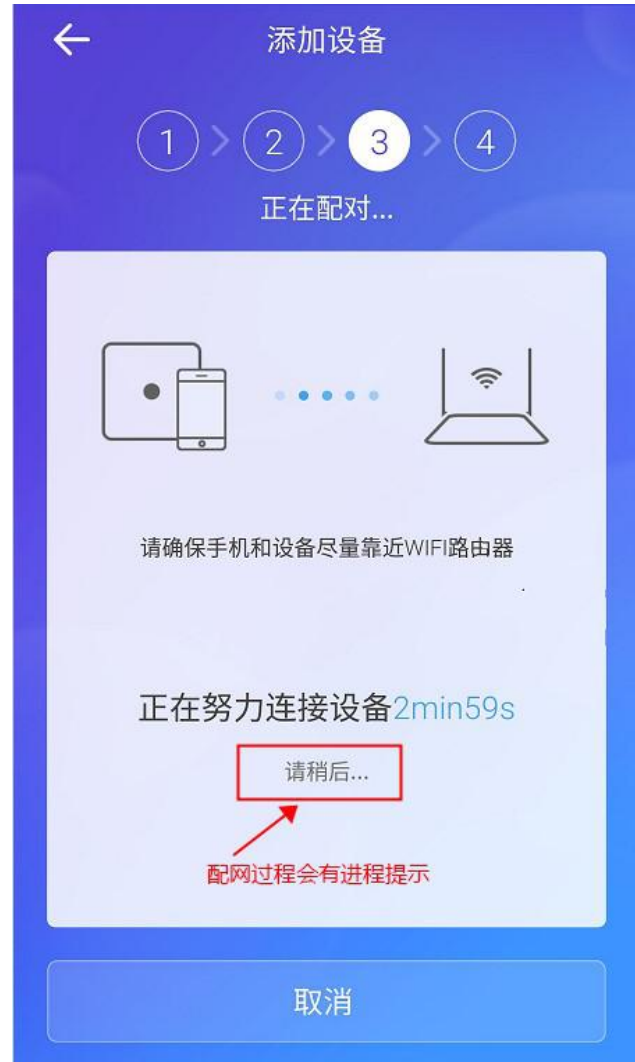 添加设备
1 > 2 > 3 > 4
正在配对...
请确保手机和设备尽量靠近WIFI路由器
正在努力连接设备2min59s
请稍后...
配网过程会有进程提示
取消